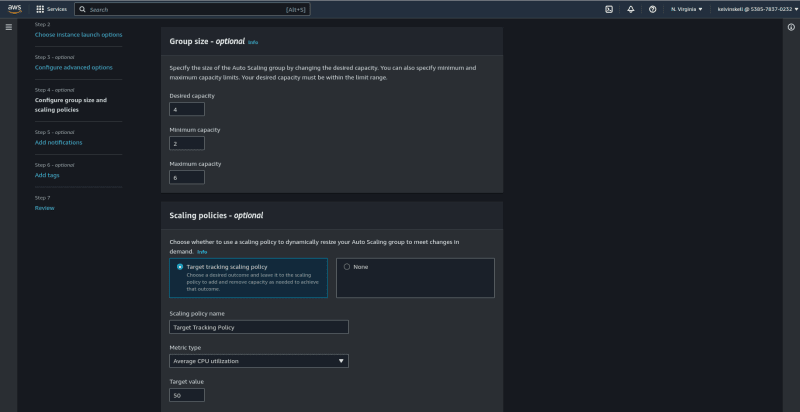 aws
Services
Search
[Alt+S]
N. Virginia
kelvinskell @ 5385-7837-0232
Step 2
Choose instance launch options
Step 3 - optional
Configure advanced options
Step 4 - optional
Configure group size and
scaling policies
Step 5 - optional
Add notifications
Step 6 - optional
Add tags
Step 7
Review
Group size - optional Info
Specify the size of the Auto Scaling group by changing the desired capacity. You can also specify minimum and
maximum capacity limits. Your desired capacity must be within the limit range.
Desired capacity
4
Minimum capacity
2
Maximum capacity
6
Scaling policies - optional
Choose whether to use a scaling policy to dynamically resize your Auto Scaling group to meet changes in
demand. Info
Target tracking scaling policy
Choose a desired outcome and leave it to the scaling
policy to add and remove capacity as needed to achieve
that outcome.
None
Scaling policy name
Target Tracking Policy
Metric type
Average CPU utilization
Target value
50